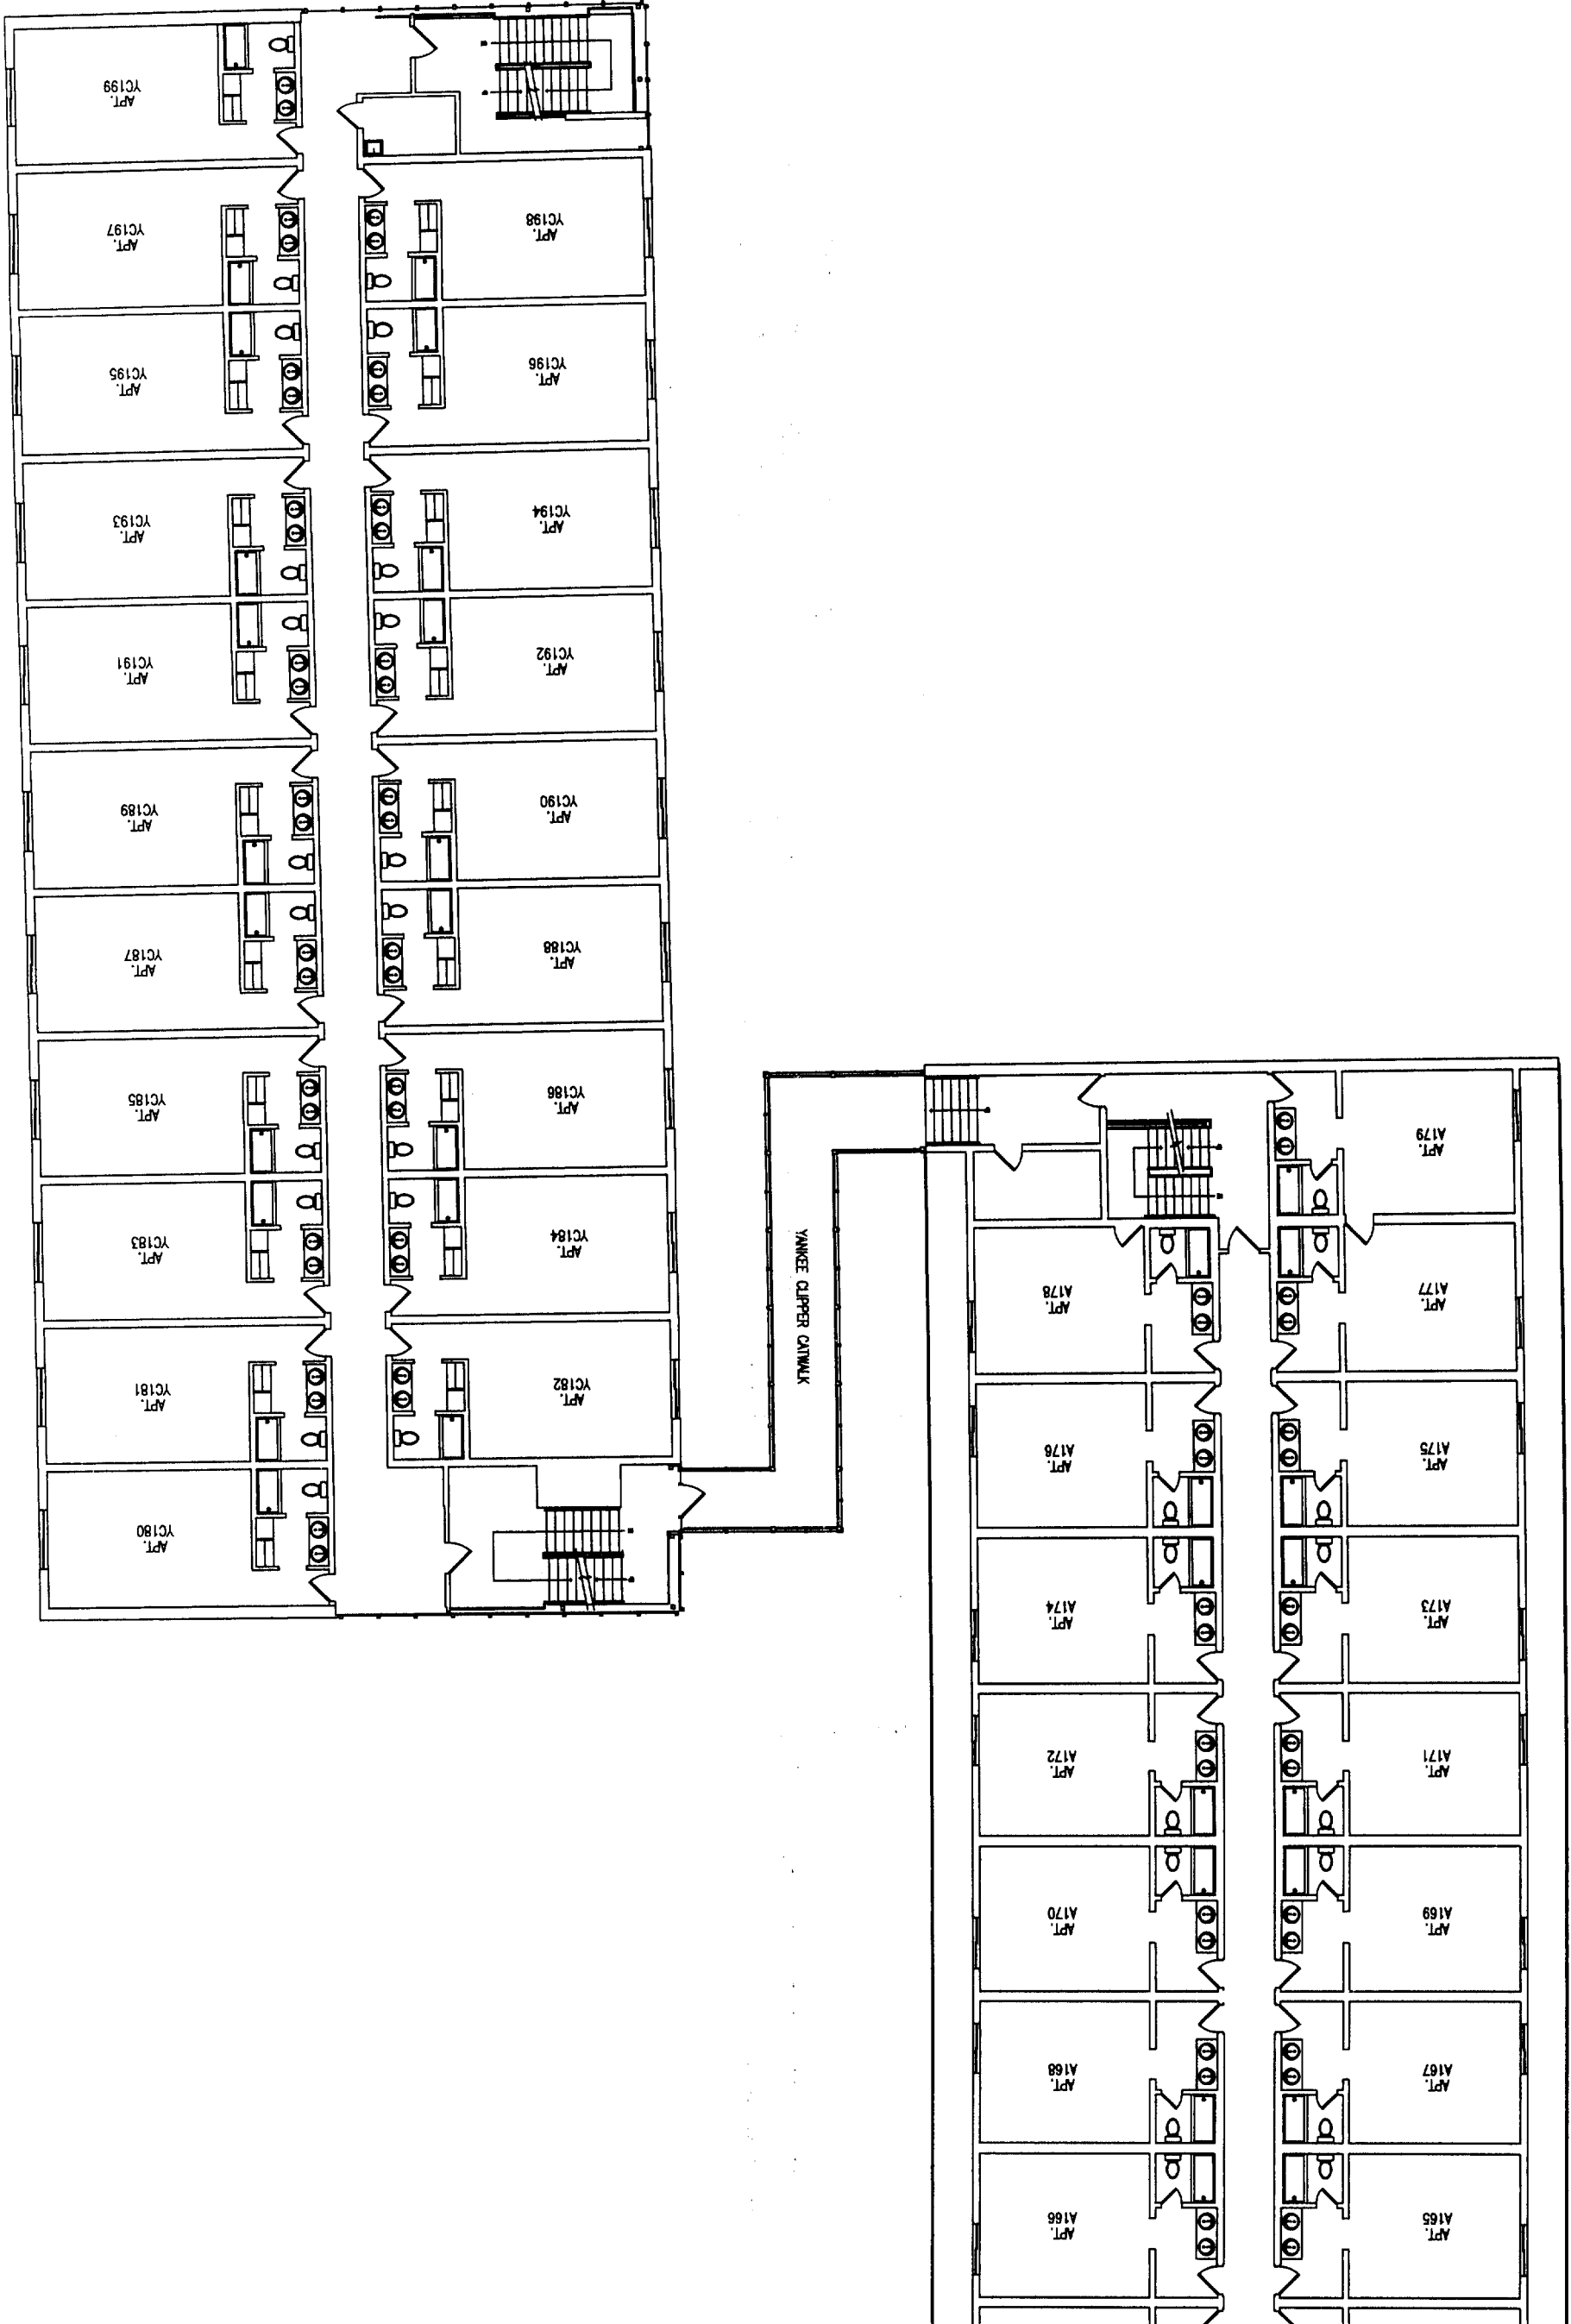 APT.
YC199
APT.
YC197
APT.
YC198
APT.
YC195
APT.
YC196
APT.
YC193
APT.
YC194
APT.
YC191
APT.
YC192
APT.
YC189
APT.
YC190
APT.
YC187
APT.
YC188
APT.
YC185
APT.
YC186
APT.
YC183
APT.
YC184
APT.
YC181
APT.
YC182
APT.
YC180
YANKEE CLIPPER CATWALK
APT.
A179
APT.
A178
APT.
A177
APT.
A176
APT.
A175
APT.
A174
APT.
A173
APT.
A172
APT.
A171
APT.
A170
APT.
A169
APT.
A168
APT.
A167
APT.
A166
APT.
A165